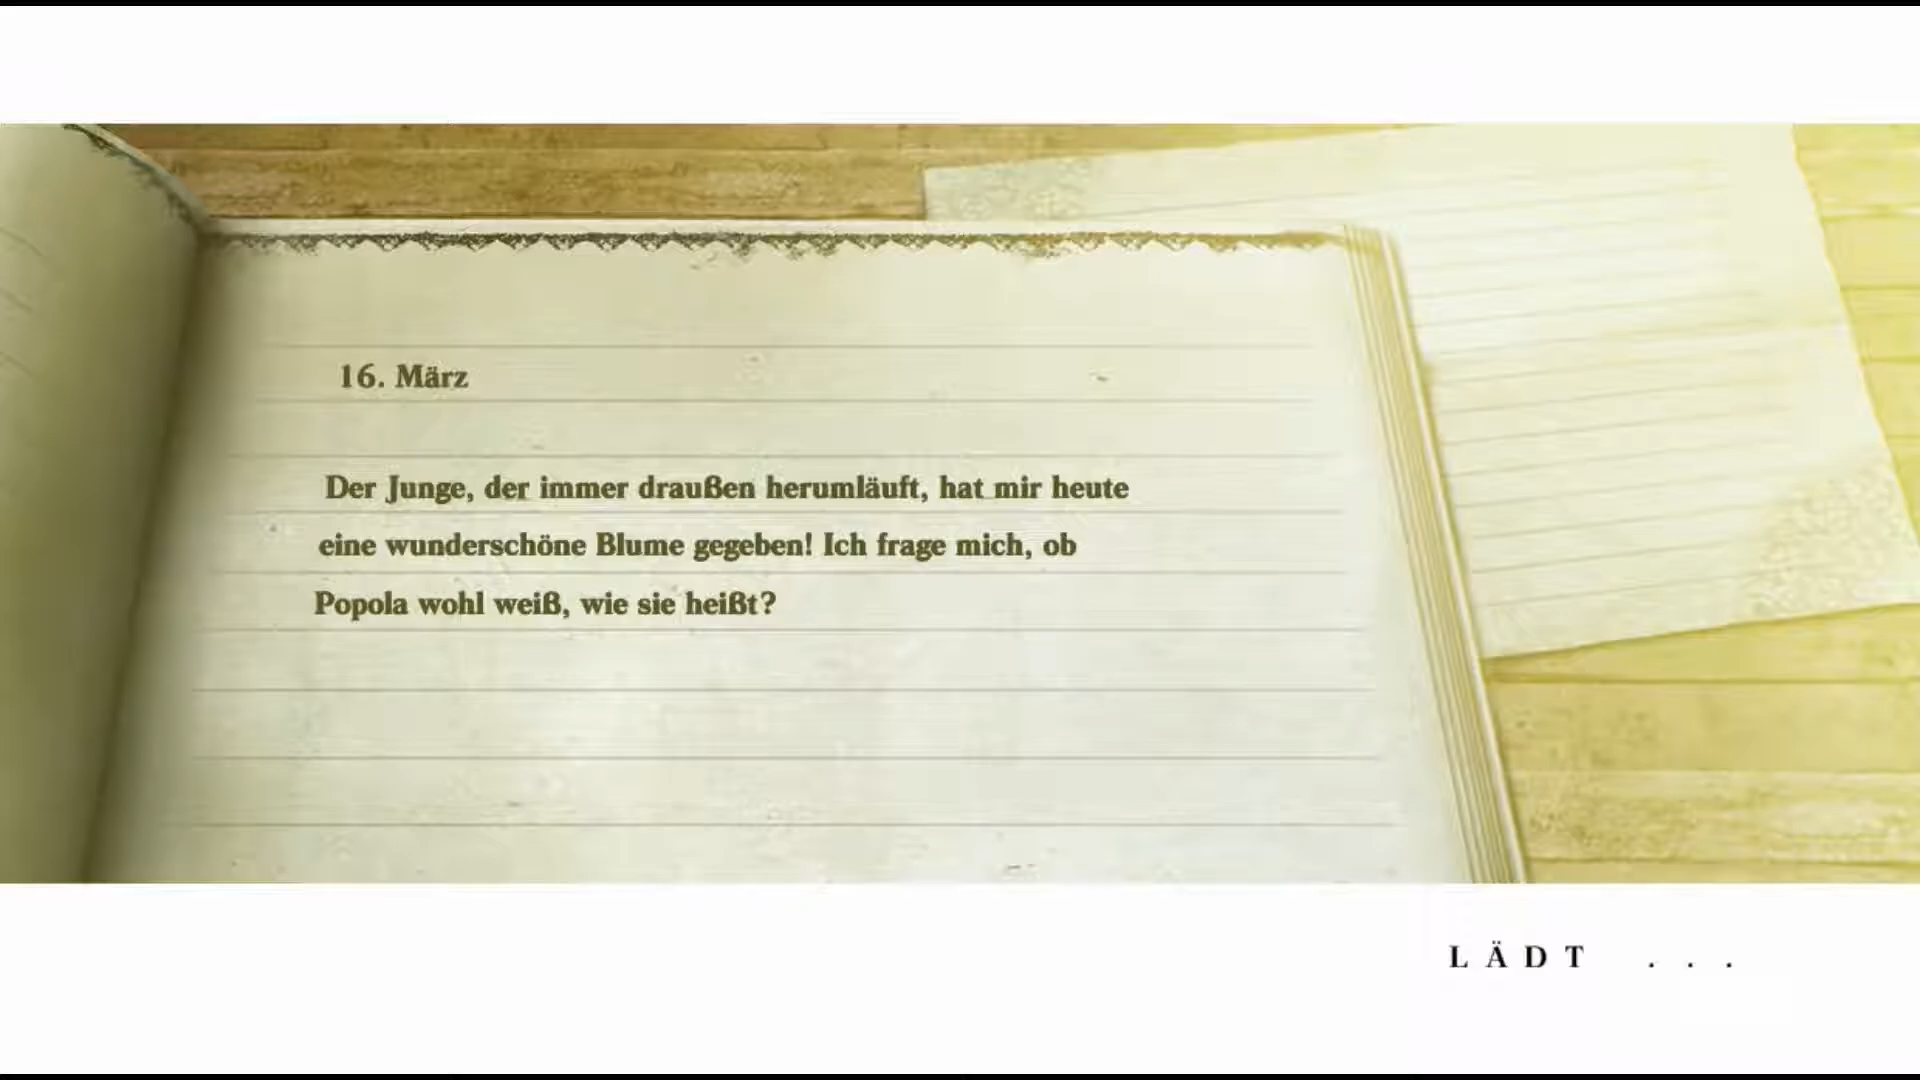 16. März
Der Junge, der immer draußen herumläuft, hat mir heute
eine wunderschöne Blume gegeben! Ich frage mich, ob
Popola wohl weiß, wie sie heißt?
LÄDT . . .